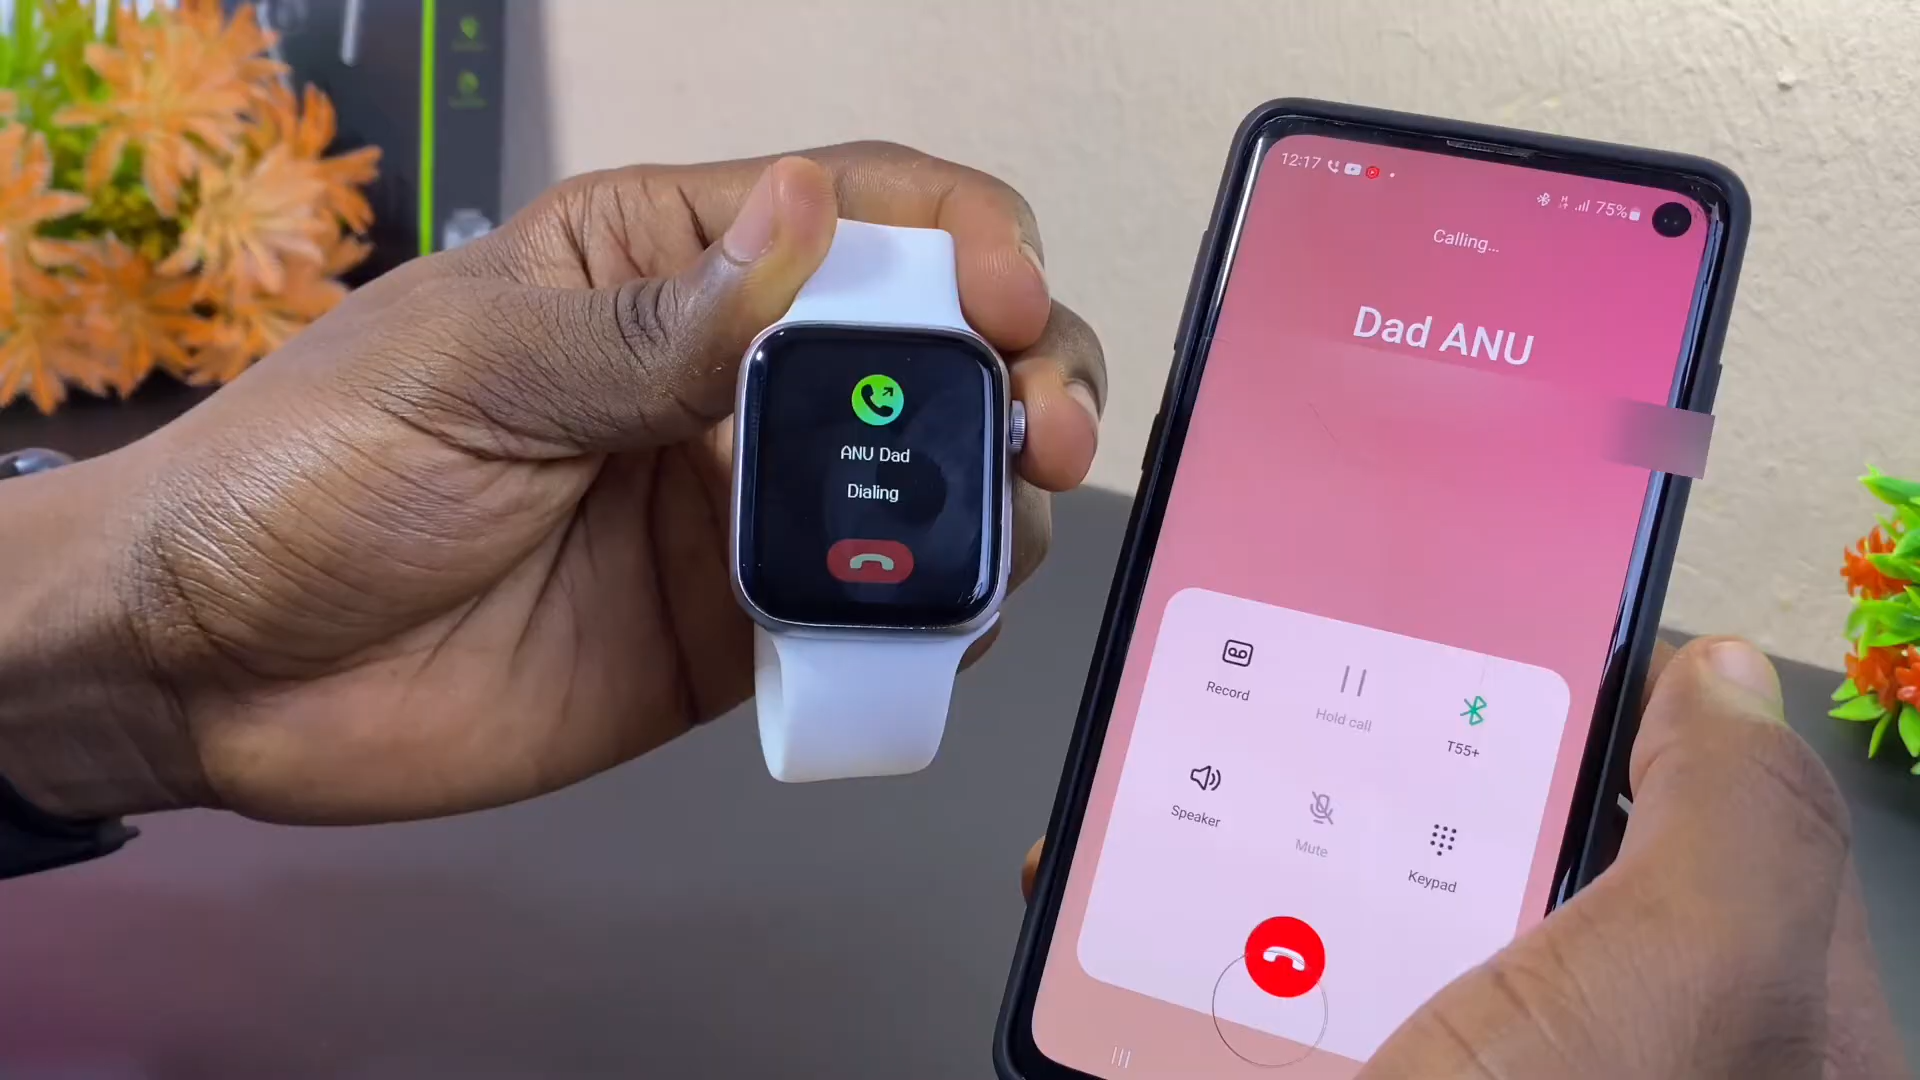 ANU Dad
Dialing
12:17
75%
Calling...
Dad ANU
Record
Hold call
T55+
Speaker
Mute
Keypad